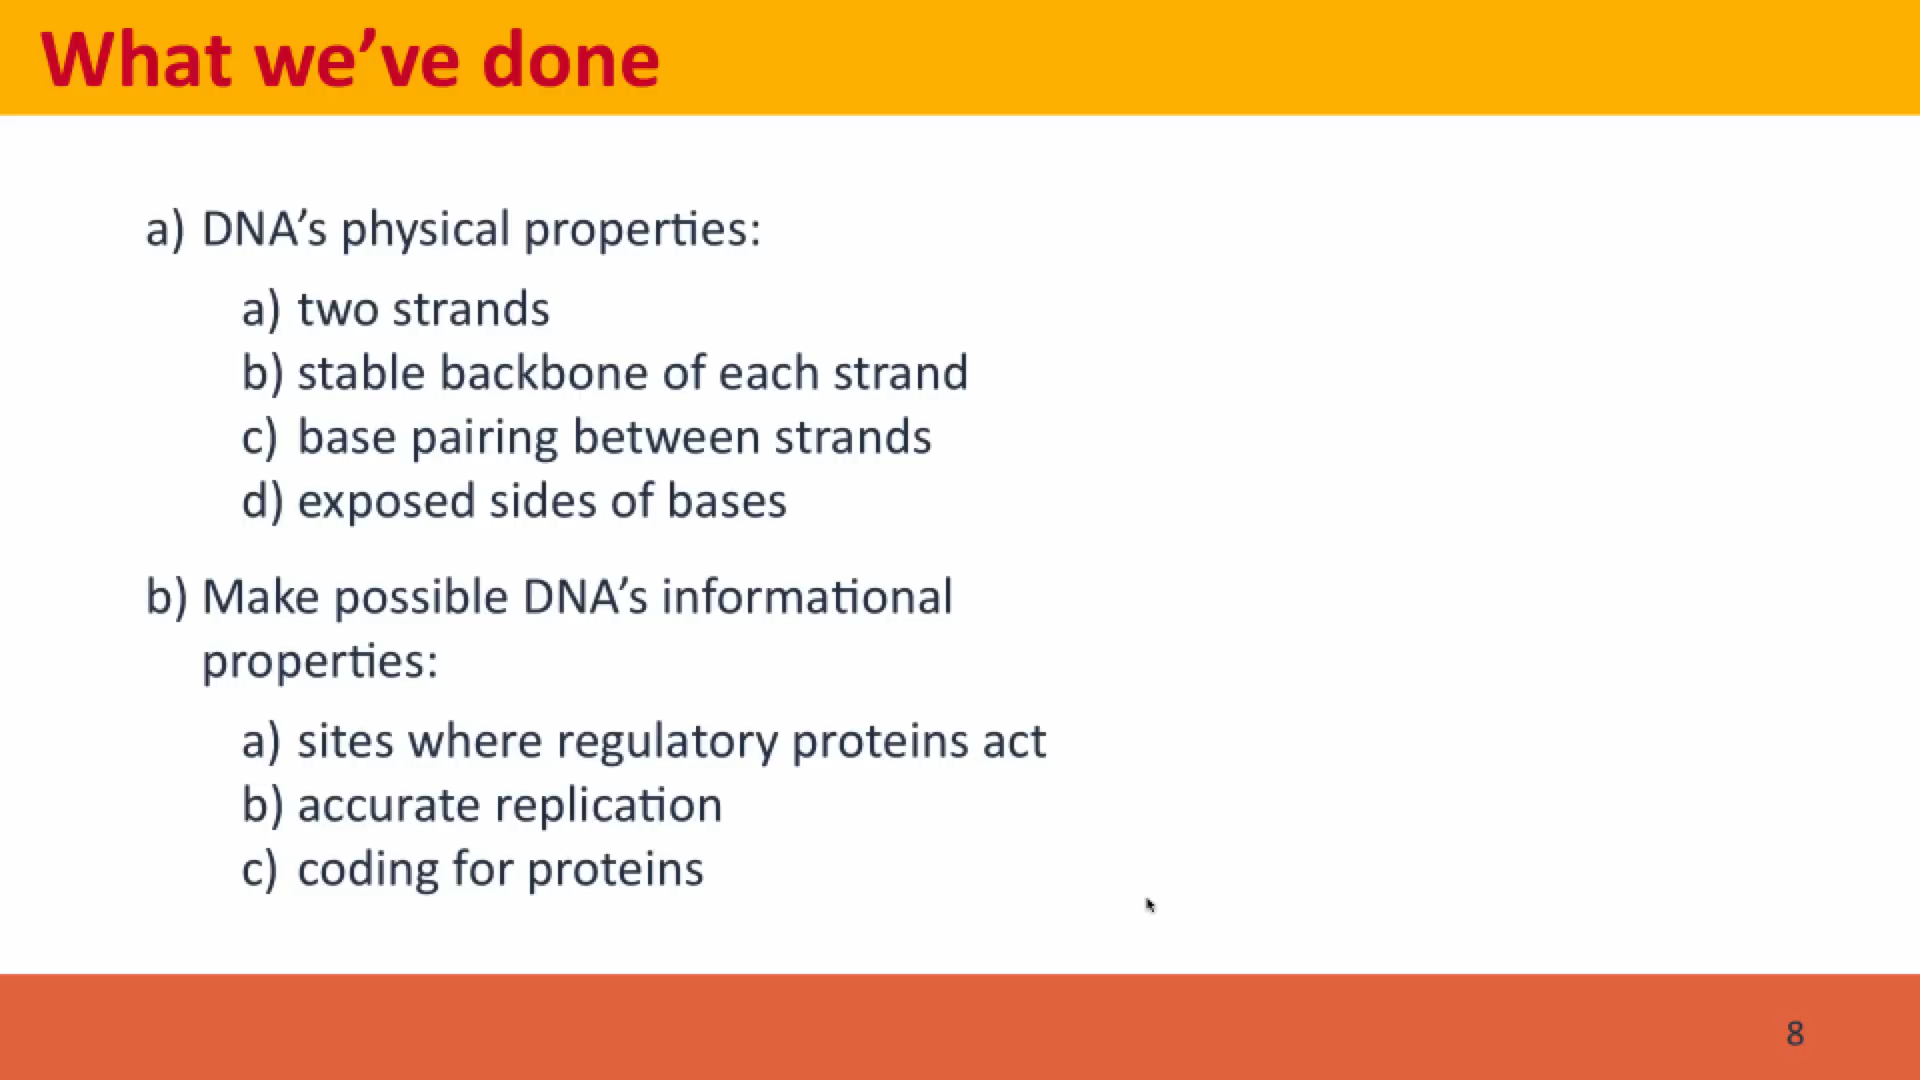 What we’ve done
a) DNA’s physical properties:
a) two strands
b) stable backbone of each strand
c) base pairing between strands
d) exposed sides of bases
b) Make possible DNA’s informational
properties:
a) sites where regulatory proteins act
b) accurate replication
c) coding for proteins
8